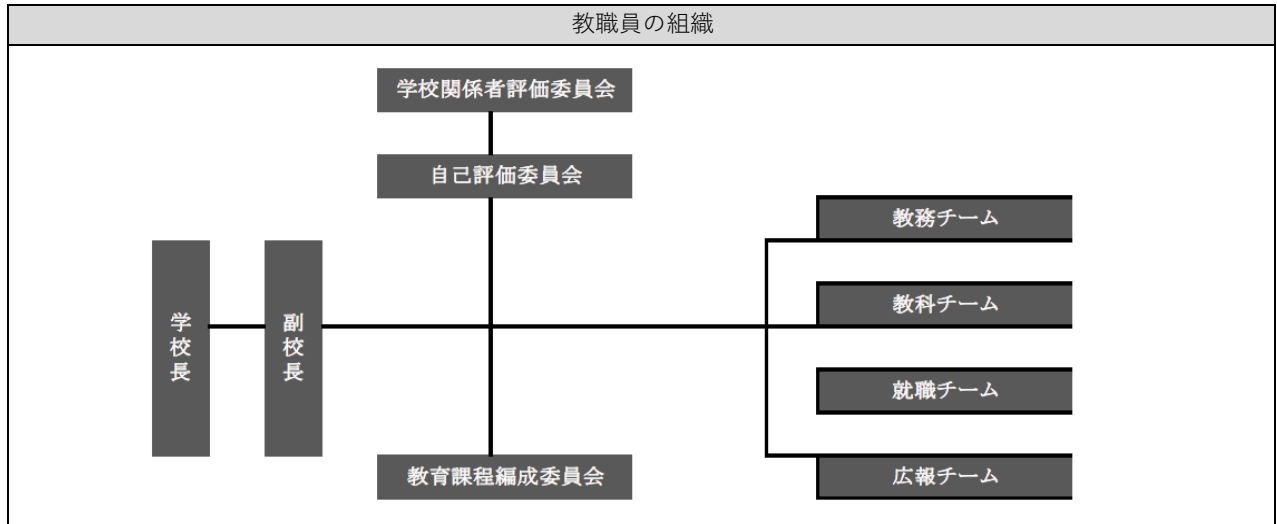 教職員の組織
学校関係者評価委員会
自己評価委員会
学校長
副校長
教務チーム
教科チーム
就職チーム
広報チーム
教育課程編成委員会